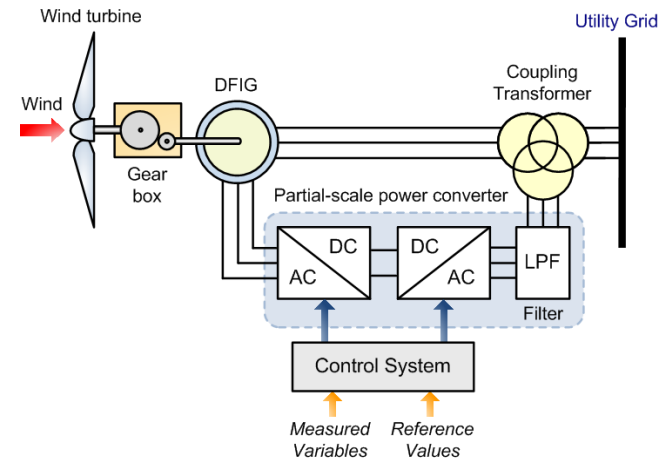 Wind turbine
Utility Grid
DFIG
Coupling
Transformer
Wind
Gear
box
Partial-scale power converter
DC
AC
DC
AC
LPF
Filter
Control System
Measured
Variables
Reference
Values